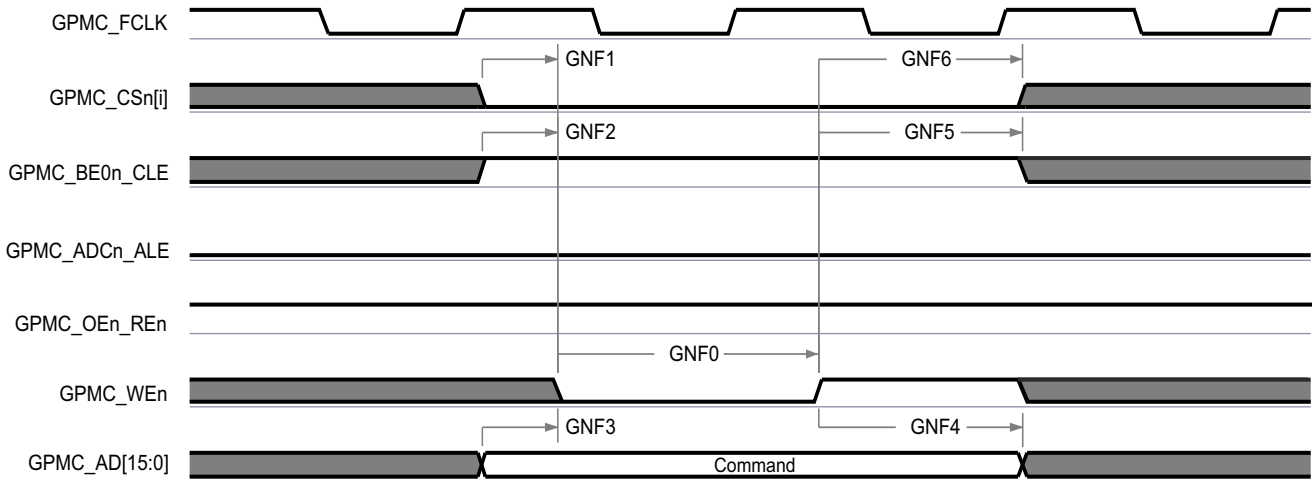 GPMC_FCLK
GNF1
GNF6
GPMC_CSn[i]
GNF2
GNF5
GPMC_BE0n_CLE
GPMC_ADCn_ALE
GPMC_OEn_REn
GNF0
GPMC_WEn
GNF3
GNF4
GPMC_AD[15:0]
Command